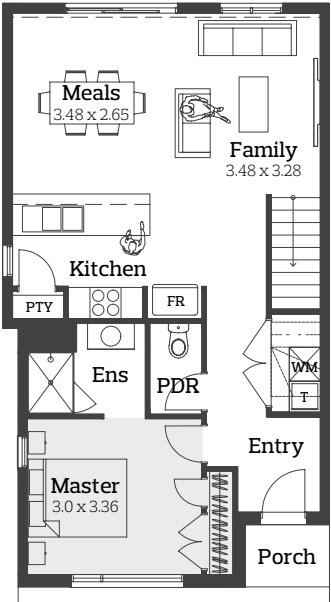 Meals
3.48 x 2.65
Family
3.48 x 3.28
Kitchen
PTY
FR
Ens
PDR
WM
T
Entry
Master
3.0 x 3.36
Porch